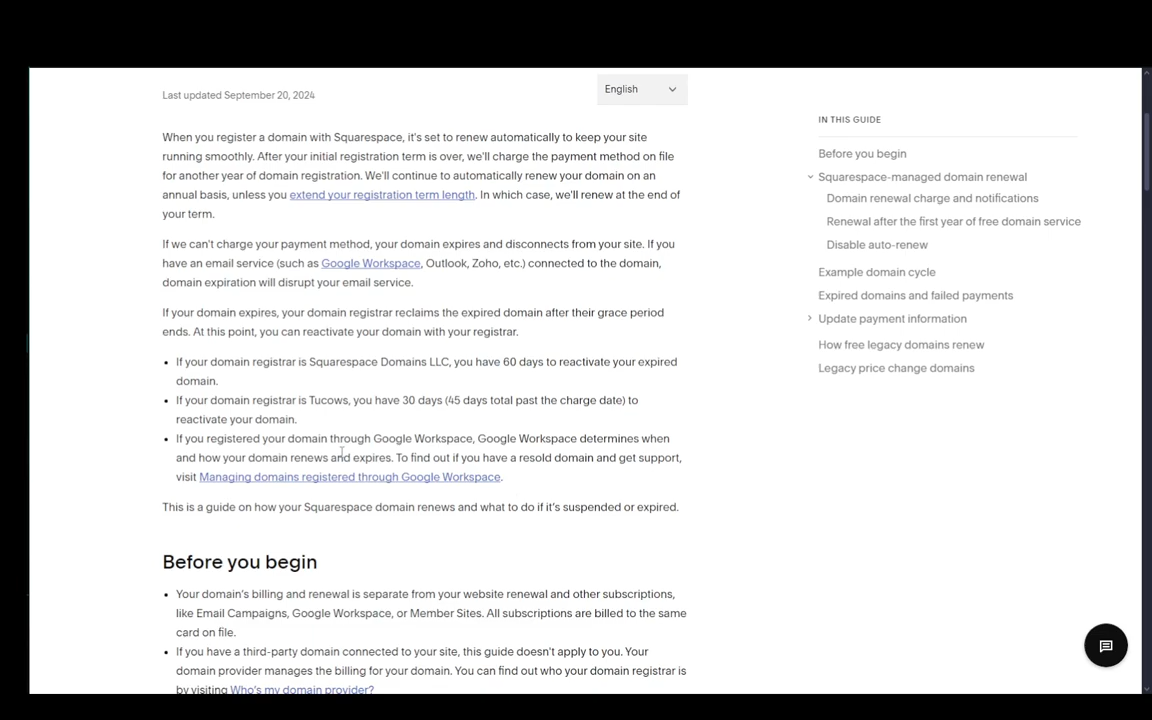 Last updated September 20, 2024
English
When you register a domain with Squarespace, it's set to renew automatically to keep your site
running smoothly. After your initial registration term is over, we'll charge the payment method on file
for another year of domain registration. We'll continue to automatically renew your domain on an
annual basis, unless you extend your registration term length. In which case, we'll renew at the end of
your term.
If we can't charge your payment method, your domain expires and disconnects from your site. If you
have an email service (such as Google Workspace, Outlook, Zoho, etc.) connected to the domain,
domain expiration will disrupt your email service.
If your domain expires, your domain registrar reclaims the expired domain after their grace period
ends. At this point, you can reactivate your domain with your registrar.
• If your domain registrar is Squarespace Domains LLC, you have 60 days to reactivate your expired
domain.
• If your domain registrar is Tucows, you have 30 days (45 days total past the charge date) to
reactivate your domain.
• If you registered your domain through Google Workspace, Google Workspace determines when
and how your domain renews and expires. To find out if you have a resold domain and get support,
visit Managing domains registered through Google Workspace.
This is a guide on how your Squarespace domain renews and what to do if it's suspended or expired.
Before you begin
• Your domain's billing and renewal is separate from your website renewal and other subscriptions,
like Email Campaigns, Google Workspace, or Member Sites. All subscriptions are billed to the same
card on file.
• If you have a third-party domain connected to your site, this guide doesn't apply to you. Your
domain provider manages the billing for your domain. You can find out who your domain registrar is
by visiting Who's my domain provider?
IN THIS GUIDE
Before you begin
Squarespace-managed domain renewal
Domain renewal charge and notifications
Renewal after the first year of free domain service
Disable auto-renew
Example domain cycle
Expired domains and failed payments
Update payment information
How free legacy domains renew
Legacy price change domains